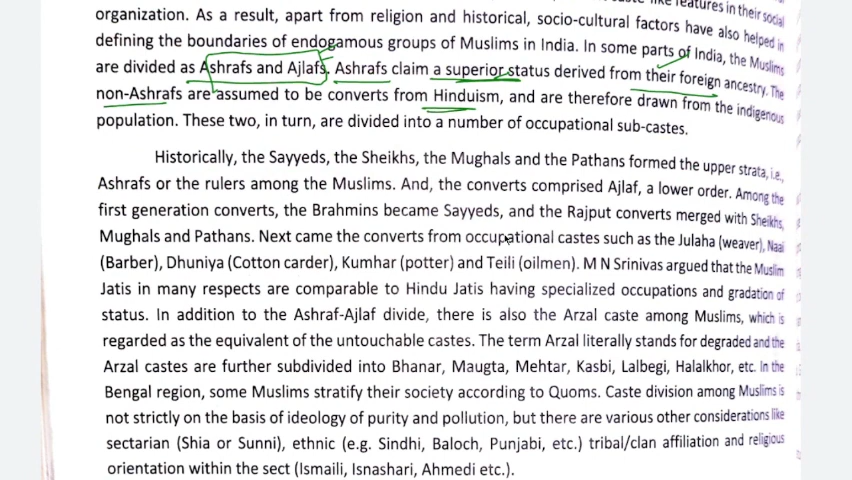 caste like features in their social
organization. As a result, apart from religion and historical, socio-cultural factors have also helped in
defining the boundaries of endogamous groups of Muslims in India. In some parts of India, the Muslims
are divided as Ashrafs and Ajlafs. Ashrafs claim a superior status derived from their foreign ancestry. The
non-Ashrafs are assumed to be converts from Hinduism, and are therefore drawn from the indigenous
population. These two, in turn, are divided into a number of occupational sub-castes.
Historically, the Sayyeds, the Sheikhs, the Mughals and the Pathans formed the upper strata, i.e.,
Ashrafs or the rulers among the Muslims. And, the converts comprised Ajlaf, a lower order. Among the
first generation converts, the Brahmins became Sayyeds, and the Rajput converts merged with Sheikhs,
Mughals and Pathans. Next came the converts from occupational castes such as the Julaha (weaver), Naai
(Barber), Dhuniya (Cotton carder), Kumhar (potter) and Teili (oilmen). M N Srinivas argued that the Muslim
Jatis in many respects are comparable to Hindu Jatis having specialized occupations and gradation of
status. In addition to the Ashraf-Ajlaf divide, there is also the Arzal caste among Muslims, which is
regarded as the equivalent of the untouchable castes. The term Arzal literally stands for degraded and the
Arzal castes are further subdivided into Bhanar, Maugta, Mehtar, Kasbi, Lalbegi, Halalkhor, etc. In the
Bengal region, some Muslims stratify their society according to Quoms. Caste division among Muslims is
not strictly on the basis of ideology of purity and pollution, but there are various other considerations like
sectarian (Shia or Sunni), ethnic (e.g. Sindhi, Baloch, Punjabi, etc.) tribal/clan affiliation and religious
orientation within the sect (Ismaili, Isnashari, Ahmedi etc.).